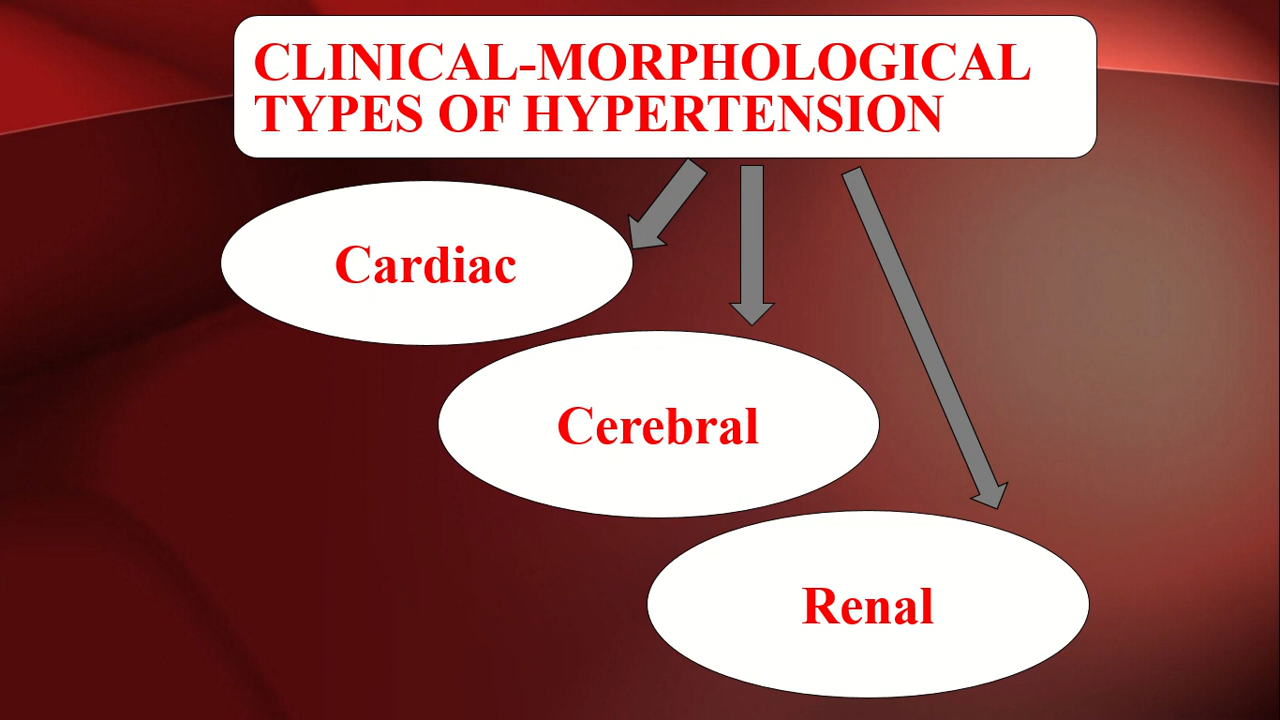 CLINICAL-MORPHOLOGICAL
TYPES OF HYPERTENSION
Cardiac
Cerebral
Renal